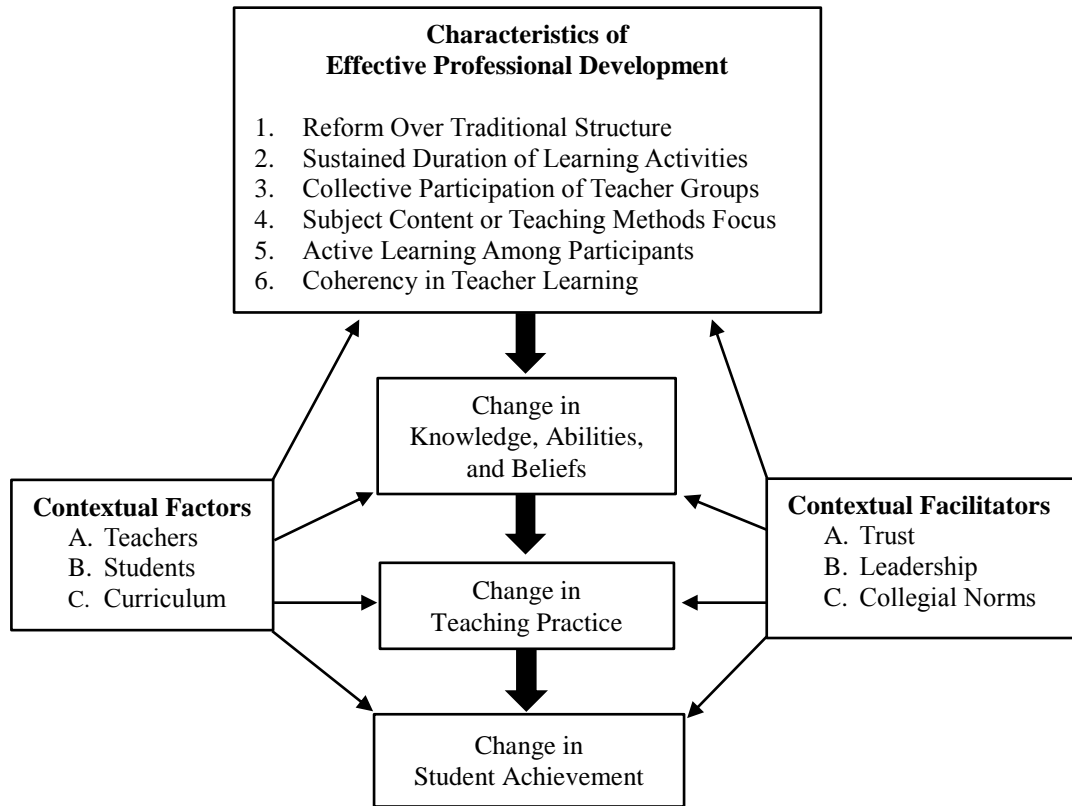 Characteristics of
Effective Professional Development
1. Reform Over Traditional Structure
2. Sustained Duration of Learning Activities
3. Collective Participation of Teacher Groups
4. Subject Content or Teaching Methods Focus
5. Active Learning Among Participants
6. Coherency in Teacher Learning
Change in
Knowledge, Abilities,
and Beliefs
Contextual Factors
A. Teachers
B. Students
C. Curriculum
Contextual Facilitators
A. Trust
B. Leadership
C. Collegial Norms
Change in
Teaching Practice
Change in
Student Achievement